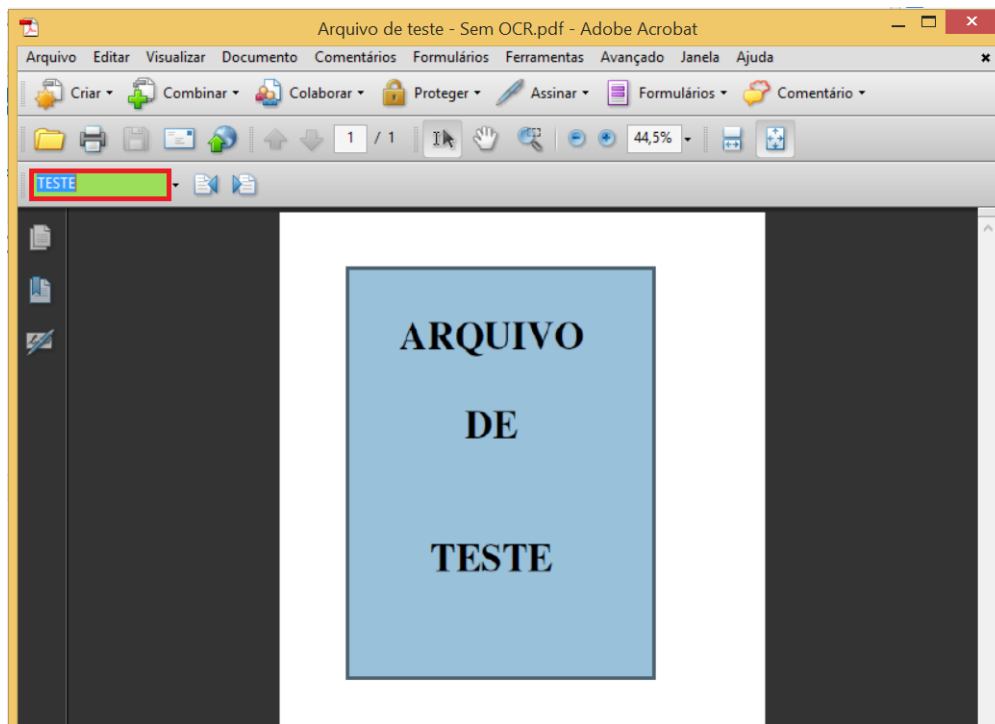 Arquivo de teste - Sem OCR.pdf - Adobe Acrobat
Arquivo Editar Visualizar Documento Comentários Formulários Ferramentas Avançado Janela Ajuda
Criar Combinar Colaborar Proteger Assinar Formulários Comentário
1 / 1 44,5%
TESTE
ARQUIVO
DE
TESTE